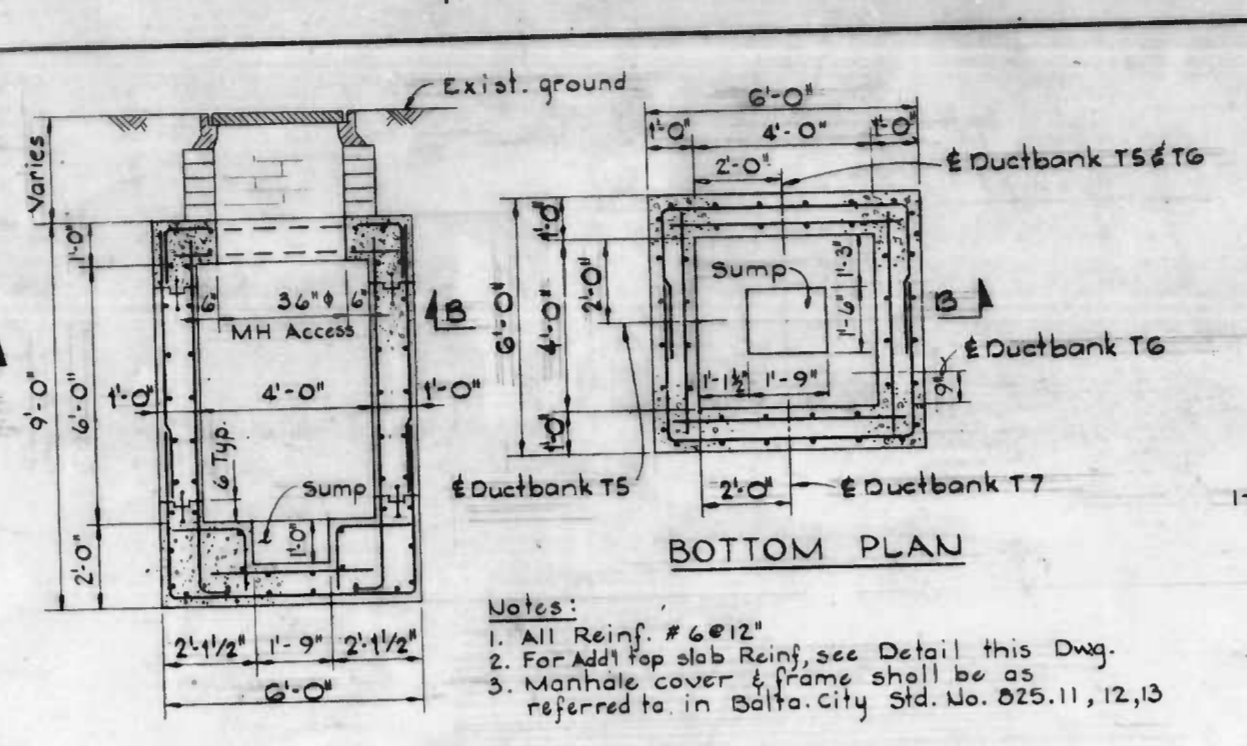 Exist. ground
Varies
1'-0"
9'-0"
6'-0"
2'-0"
6" 36"φ 6"
MH Access
B
1'-0" 4'-0" 1'-0"
6 Typ.
Sump
1'-0"
2'-1 1/2" 1'-9" 2'-1 1/2"
6'-0"
6'-0"
1'-0" 4'-0" 1'-0"
2'-0"
℄ Ductbank T5 & T6
6'-0"
1'-0"
4'-0"
1'-0"
2'-0"
Sump
1'-3"
1'-6"
B
℄ Ductbank T6
9"
1'-1½" 1'-9"
℄ Ductbank T5
2'-0"
℄ Ductbank T7
BOTTOM PLAN
Notes:
1. All Reinf. # 6 @ 12"
2. For Add'l top slab Reinf, see Detail this Dwg.
3. Manhale cover & frame shall be as
referred to in Balto. City Std. No. 825.11, 12, 13